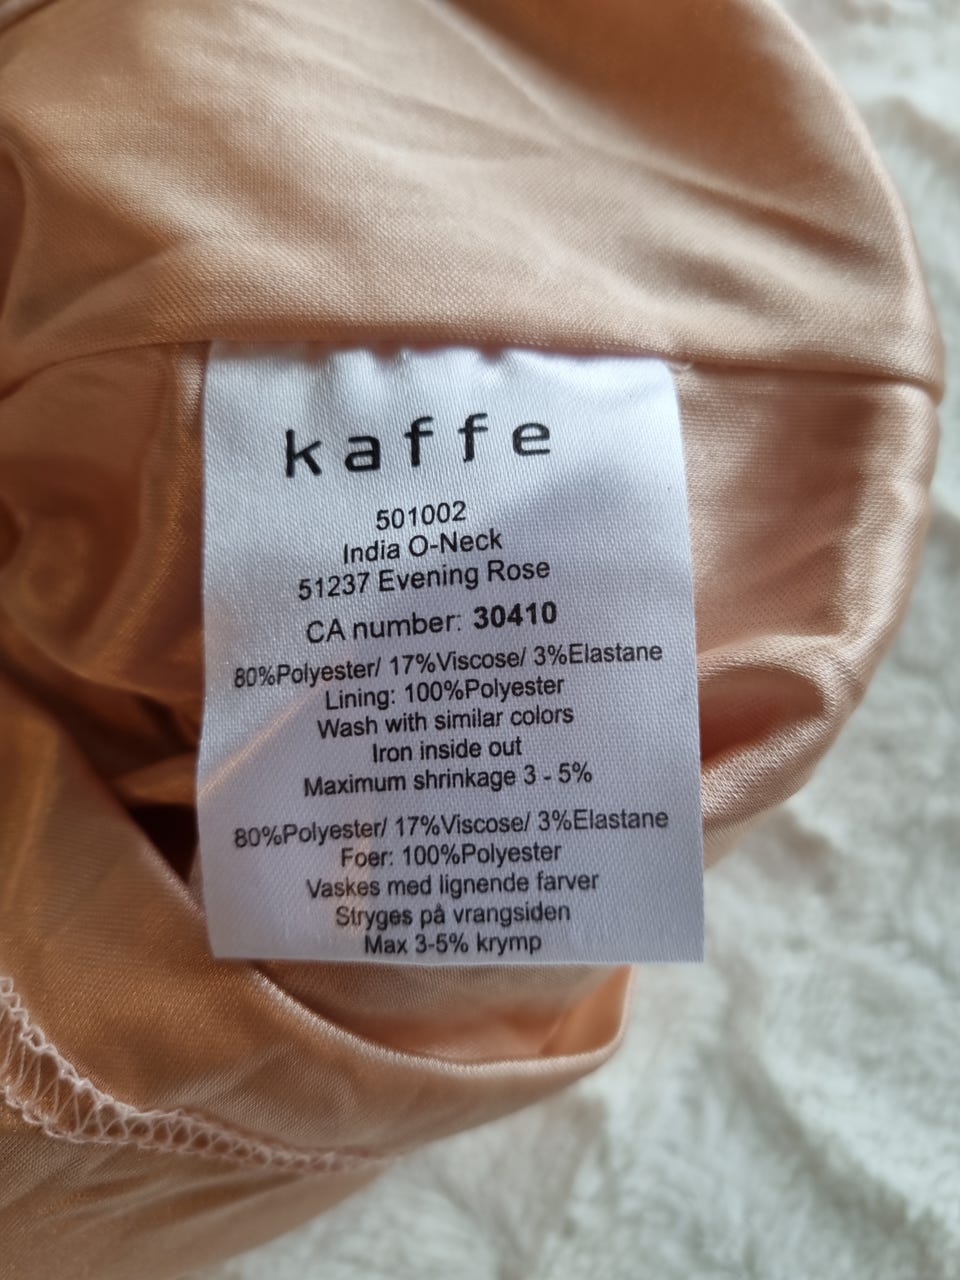 kaffe
501002
India O-Neck
51237 Evening Rose
CA number: 30410
80%Polyester/ 17%Viscose/ 3%Elastane
Lining: 100%Polyester
Wash with similar colors
Iron inside out
Maximum shrinkage 3 - 5%
80%Polyester/ 17%Viscose/ 3%Elastane
Foer: 100%Polyester
Vaskes med lignende farver
Stryges på vrangsiden
Max 3-5% krymp